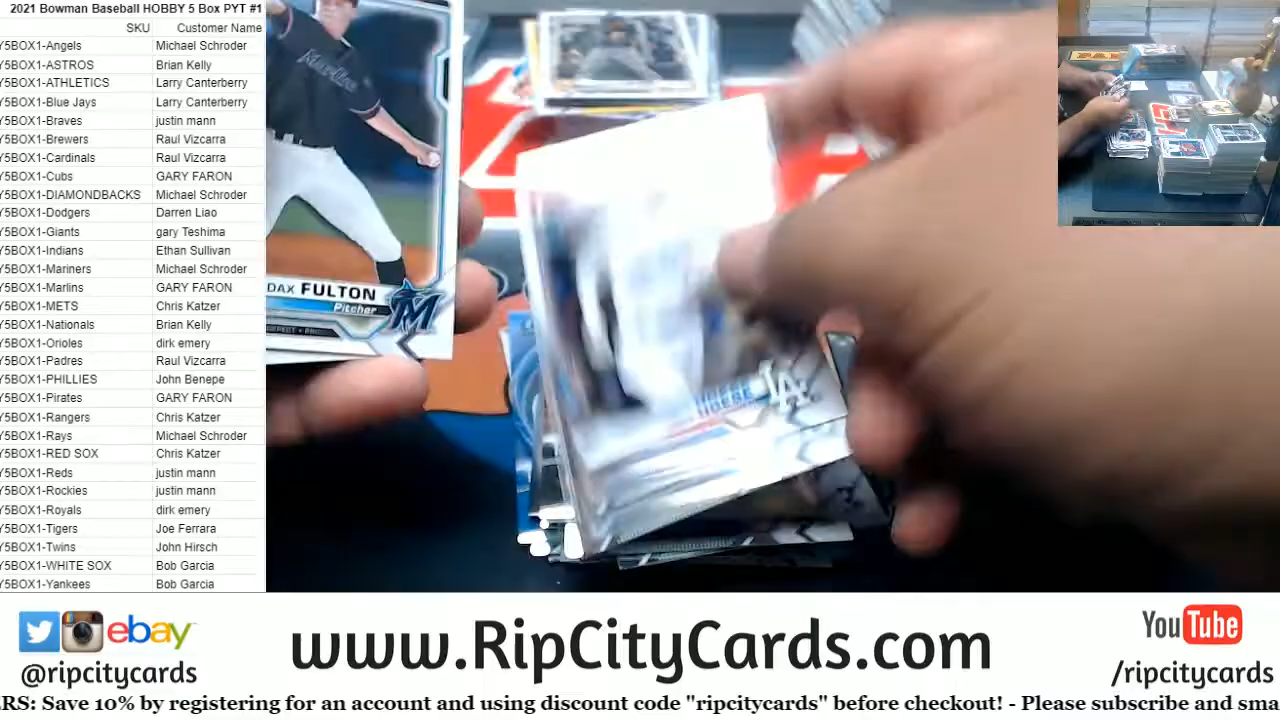 2021 Bowman Baseball HOBBY 5 Box PYT #1
SKU Customer Name
Y5BOX1-Angels Michael Schroder
Y5BOX1-ASTROS Brian Kelly
Y5BOX1-ATHLETICS Larry Canterberry
Y5BOX1-Blue Jays Larry Canterberry
Y5BOX1-Braves justin mann
Y5BOX1-Brewers Raul Vizcarra
Y5BOX1-Cardinals Raul Vizcarra
Y5BOX1-Cubs GARY FARON
Y5BOX1-DIAMONDBACKS Michael Schroder
Y5BOX1-Dodgers Darren Liao
Y5BOX1-Giants gary Teshima
Y5BOX1-Indians Ethan Sullivan
Y5BOX1-Mariners Michael Schroder
Y5BOX1-Marlins GARY FARON
Y5BOX1-METS Chris Katzer
Y5BOX1-Nationals Brian Kelly
Y5BOX1-Orioles dirk emery
Y5BOX1-Padres Raul Vizcarra
Y5BOX1-PHILLIES John Benepe
Y5BOX1-Pirates GARY FARON
Y5BOX1-Rangers Chris Katzer
Y5BOX1-Rays Michael Schroder
Y5BOX1-RED SOX Chris Katzer
Y5BOX1-Reds justin mann
Y5BOX1-Rockies justin mann
Y5BOX1-Royals dirk emery
Y5BOX1-Tigers Joe Ferrara
Y5BOX1-Twins John Hirsch
Y5BOX1-WHITE SOX Bob Garcia
Y5BOX1-Yankees Bob Garcia
Marlins
DAX FULTON
Pitcher
M
LA
ebay
@ripcitycards
www.RipCityCards.com
YouTube
/ripcitycards
ERS: Save 10% by registering for an account and using discount code "ripcitycards" before checkout! - Please subscribe and sma